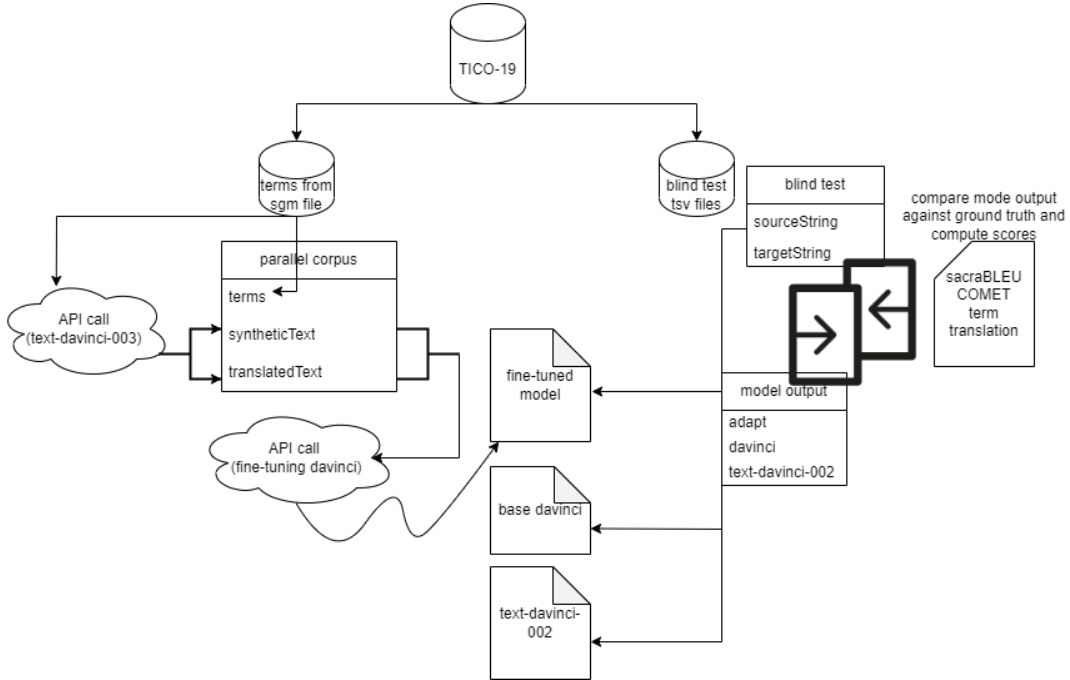 TICO-19
terms from
sgm file
blind test
tsv files
blind test
sourceString
targetString
compare mode output
against ground truth and
compute scores
sacraBLEU
COMET
term
translation
parallel corpus
terms
syntheticText
translatedText
API call
(text-davinci-003)
API call
(fine-tuning davinci)
fine-tuned
model
base davinci
text-davinci-
002
model output
adapt
davinci
text-davinci-002